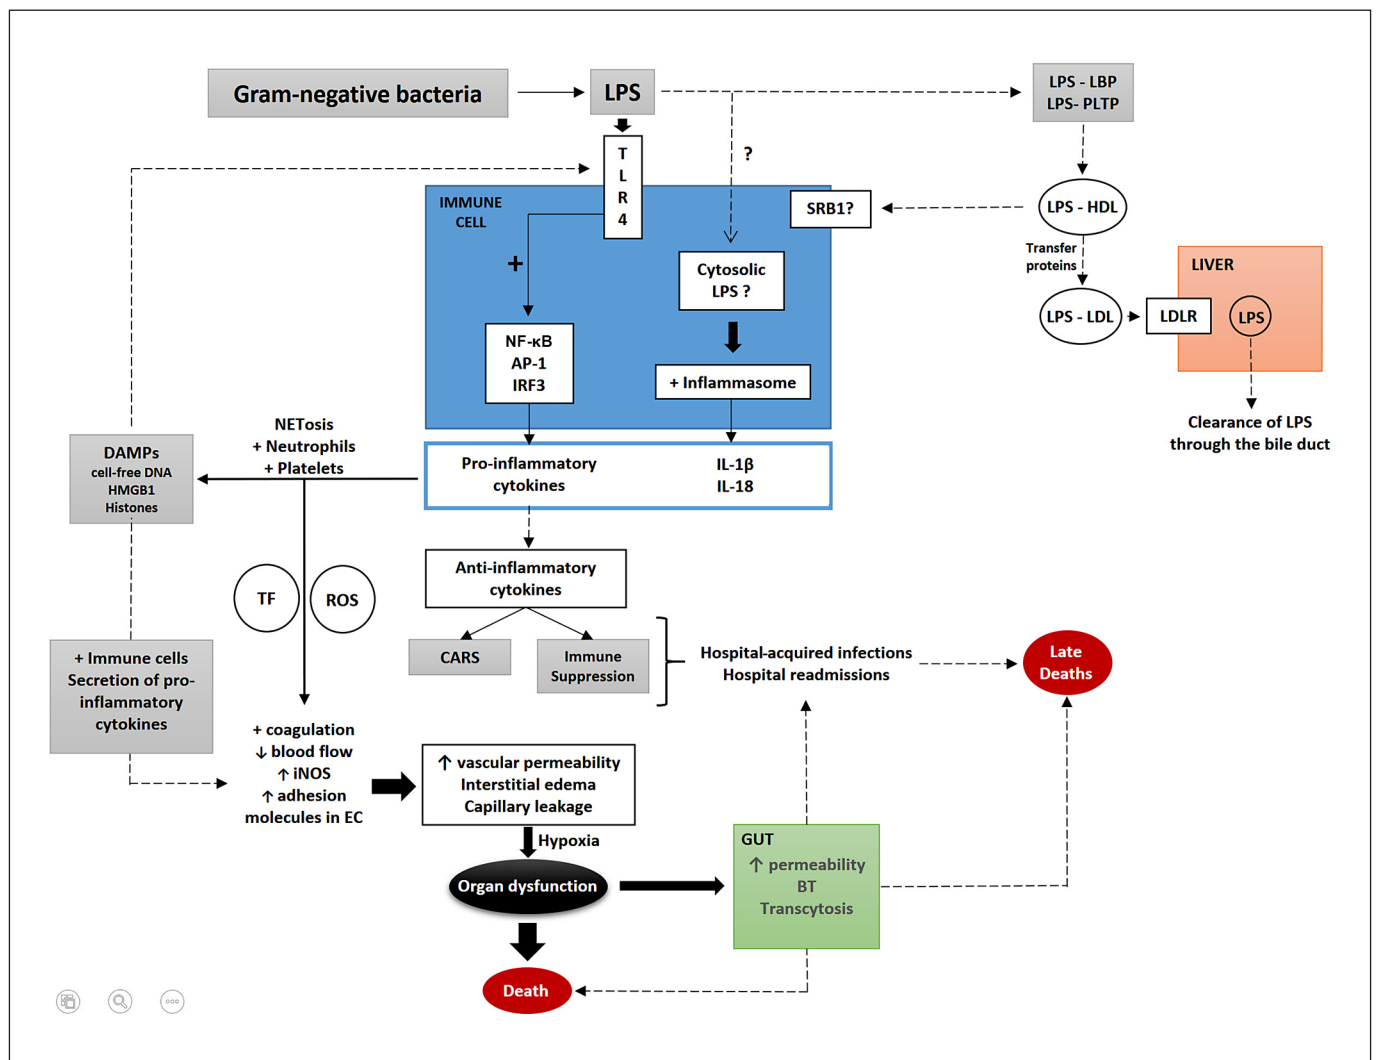 Gram-negative bacteria
LPS
LPS - LBP
LPS- PLTP
T
L
R
4
?
IMMUNE
CELL
SRB1?
LPS - HDL
+
Cytosolic
LPS ?
Transfer
proteins
LIVER
LPS - LDL
LDLR
LPS
NF-κB
AP-1
IRF3
+ Inflammasome
Clearance of LPS
through the bile duct
NETosis
+ Neutrophils
+ Platelets
DAMPs
cell-free DNA
HMGB1
Histones
Pro-inflammatory
cytokines
IL-1β
IL-18
Anti-inflammatory
cytokines
TF
ROS
CARS
Immune
Suppression
Hospital-acquired infections
Hospital readmissions
Late
Deaths
+ Immune cells
Secretion of pro-
inflammatory
cytokines
+ coagulation
↓ blood flow
↑ iNOS
↑ adhesion
molecules in EC
↑ vascular permeability
Interstitial edema
Capillary leakage
Hypoxia
Organ dysfunction
GUT
↑ permeability
BT
Transcytosis
Death